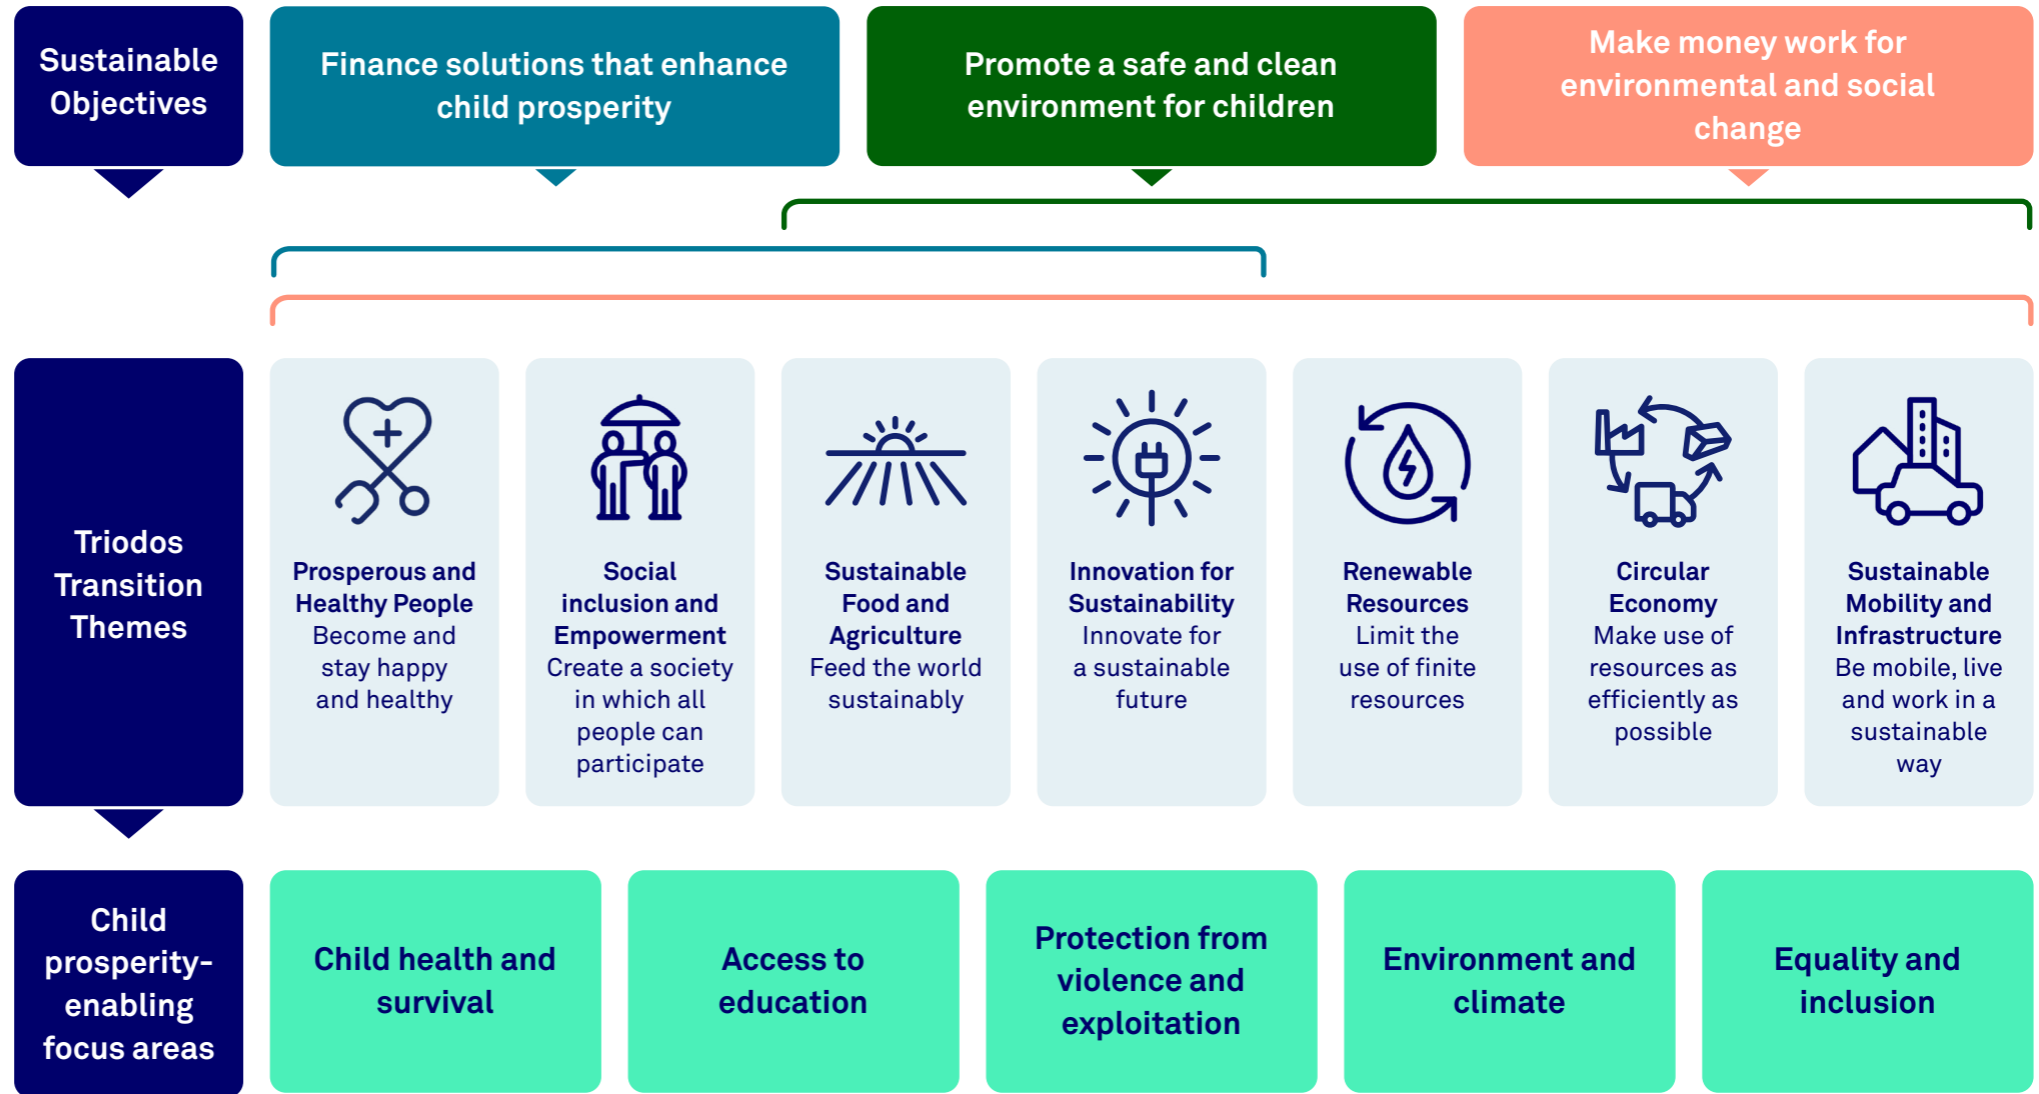 Sustainable
Objectives
Finance solutions that enhance
child prosperity
Promote a safe and clean
environment for children
Make money work for
environmental and social
change
Triodos
Transition
Themes
Prosperous and
Healthy People
Become and
stay happy
and healthy
Social
inclusion and
Empowerment
Create a society
in which all
people can
participate
Sustainable
Food and
Agriculture
Feed the world
sustainably
Innovation for
Sustainability
Innovate for
a sustainable
future
Renewable
Resources
Limit the
use of finite
resources
Circular
Economy
Make use of
resources as
efficiently as
possible
Sustainable
Mobility and
Infrastructure
Be mobile, live
and work in a
sustainable
way
Child
prosperity-
enabling
focus areas
Child health and
survival
Access to
education
Protection from
violence and
exploitation
Environment and
climate
Equality and
inclusion